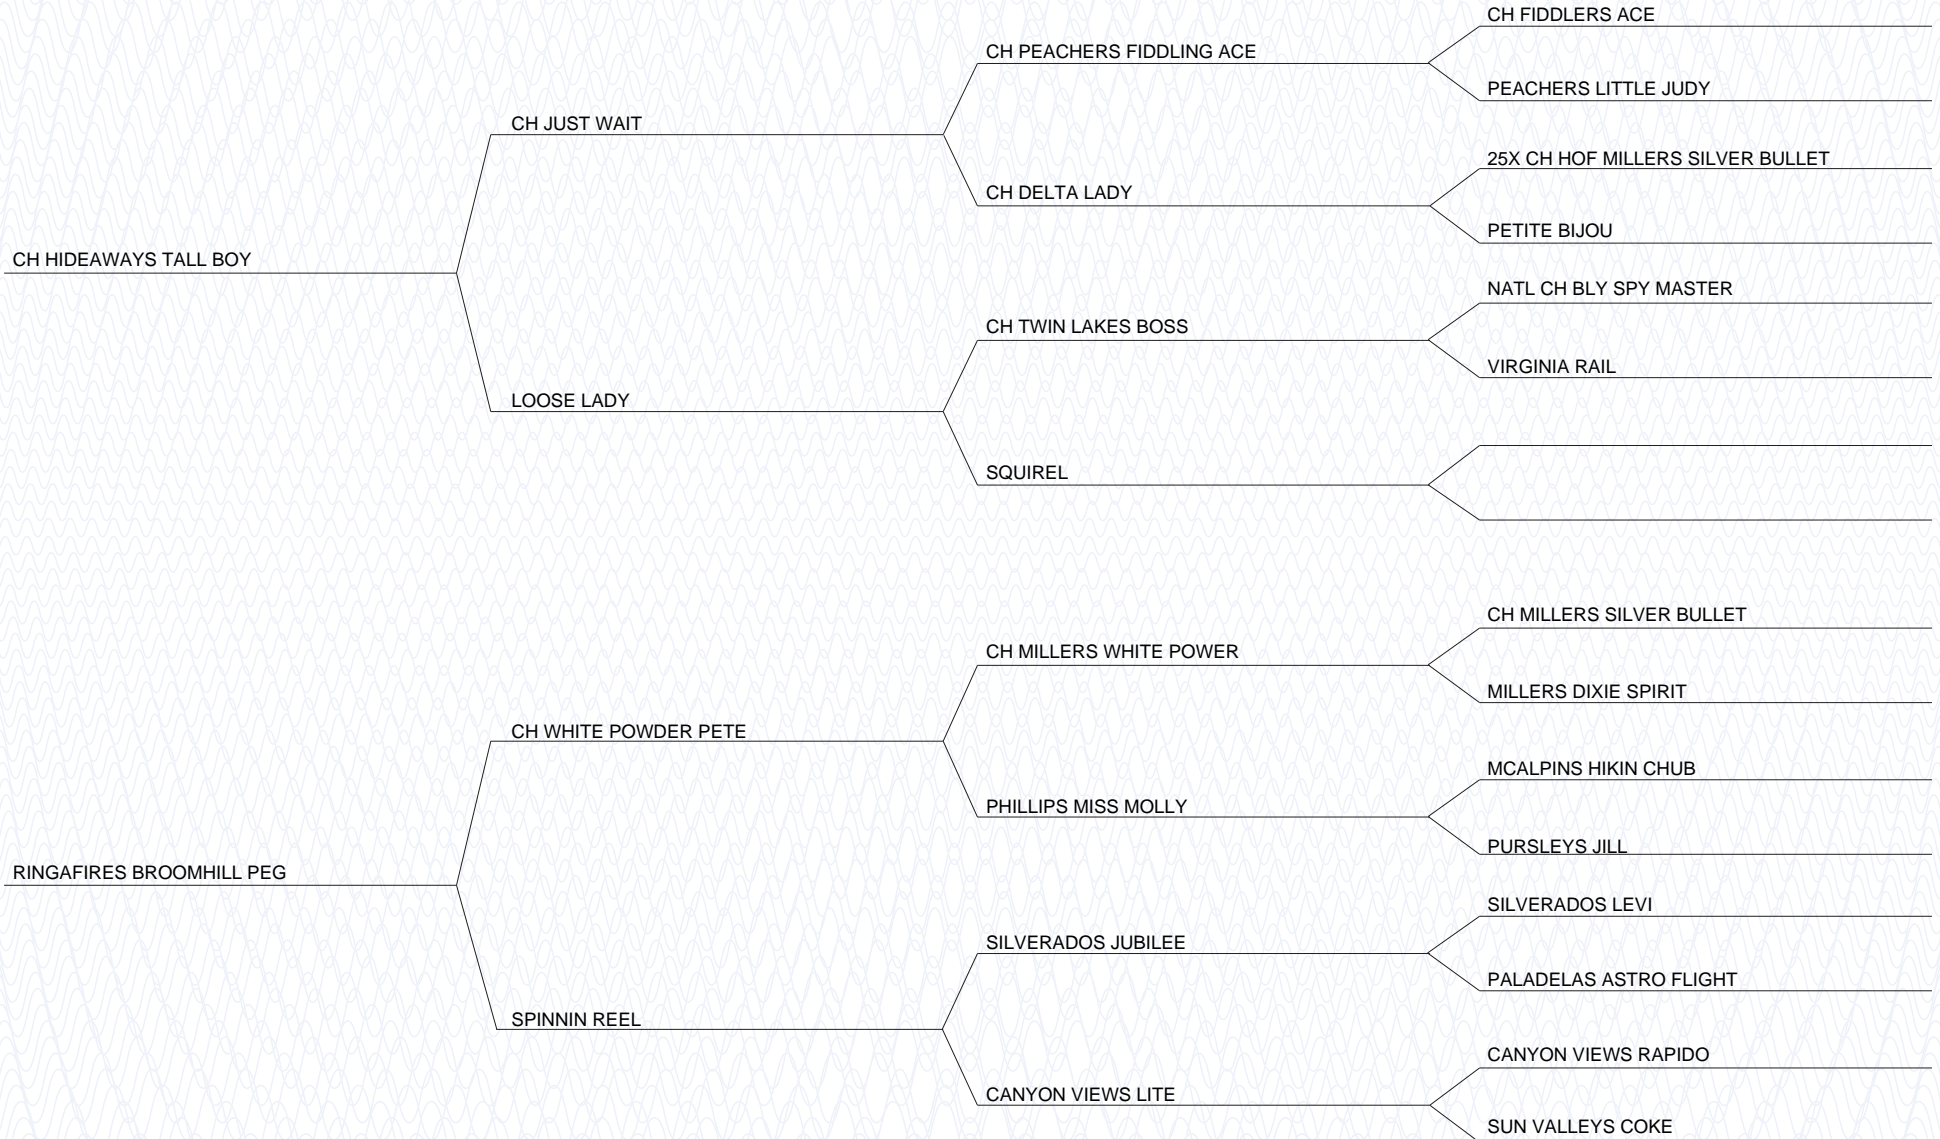 CH FIDDLERS ACE
CH PEACHERS FIDDLING ACE
PEACHERS LITTLE JUDY
CH JUST WAIT
25X CH HOF MILLERS SILVER BULLET
CH DELTA LADY
PETITE BIJOU
CH HIDEAWAYS TALL BOY
NATL CH BLY SPY MASTER
CH TWIN LAKES BOSS
VIRGINIA RAIL
LOOSE LADY
SQUIREL
CH MILLERS SILVER BULLET
CH MILLERS WHITE POWER
MILLERS DIXIE SPIRIT
CH WHITE POWDER PETE
MCALPINS HIKIN CHUB
PHILLIPS MISS MOLLY
PURSLEYS JILL
RINGAFIRES BROOMHILL PEG
SILVERADOS LEVI
SILVERADOS JUBILEE
PALADELAS ASTRO FLIGHT
SPINNIN REEL
CANYON VIEWS RAPIDO
CANYON VIEWS LITE
SUN VALLEYS COKE